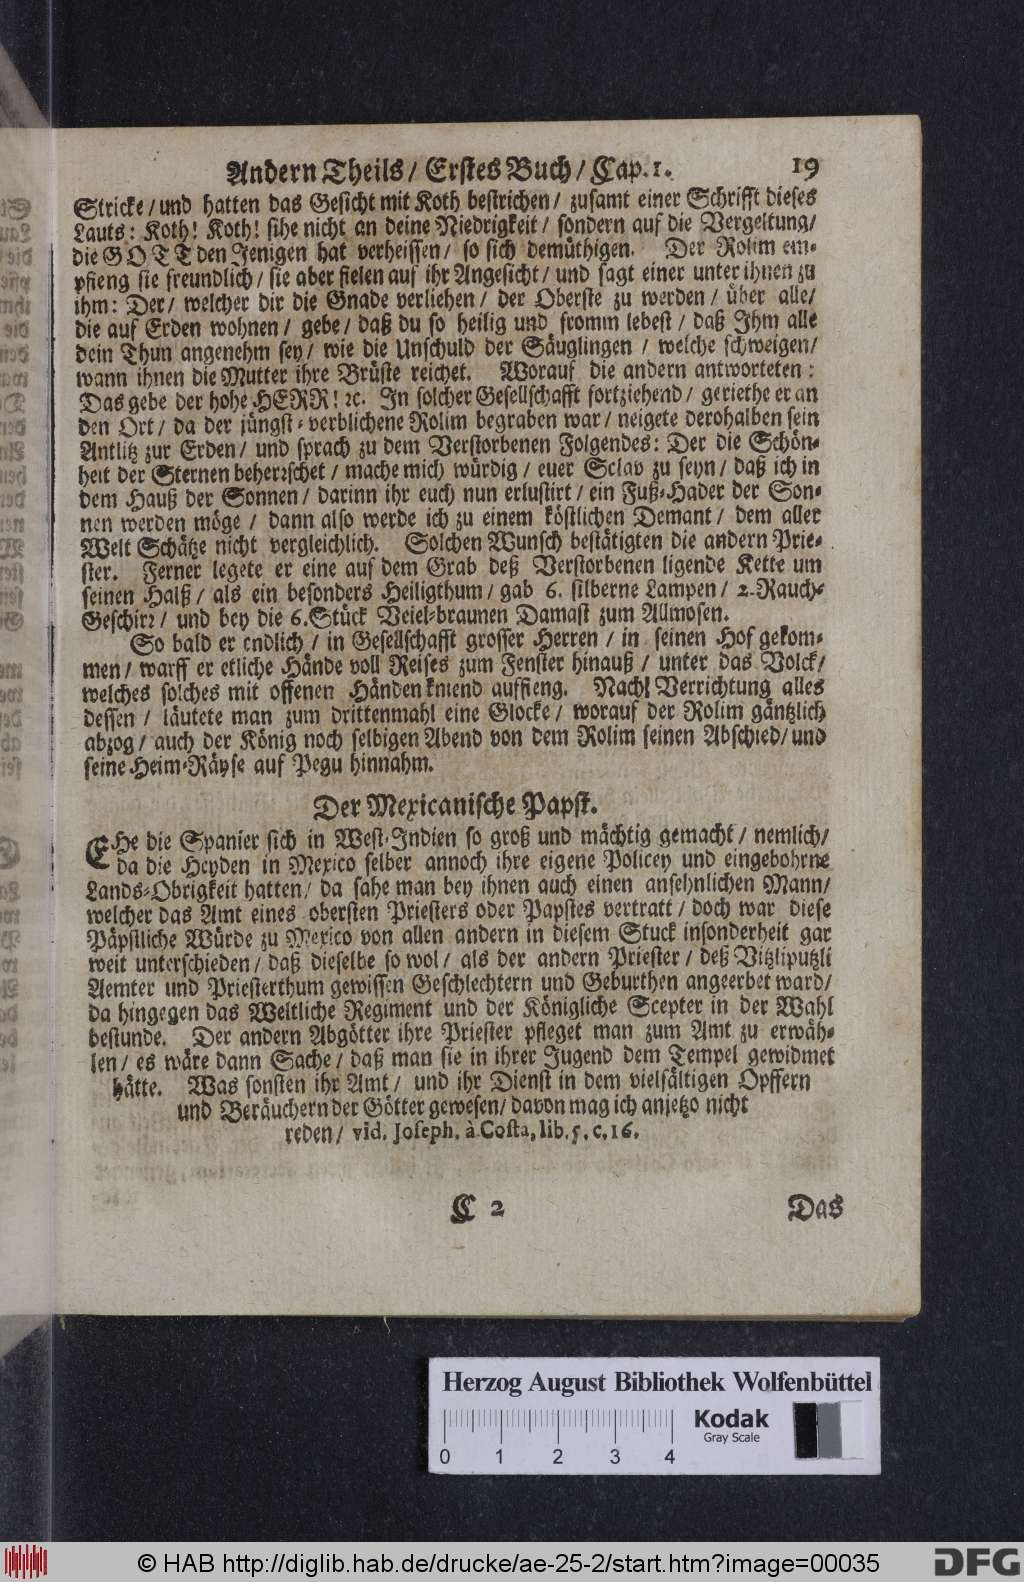 Andern Theils / Erstes Buch / Cap. 1. 19
Stricke / und hatten das Gesicht mit Koth bestrichen / zusamt einer Schrifft dieses
Lauts: Koth! Koth! sihe nicht an deine Niedrigkeit / sondern auf die Vergeltung /
die GOTT den Jenigen hat verheissen / so sich demüthigen. Der Rolim em-
pfieng sie freundlich / sie aber fielen auf ihr Angesicht / und sagt einer unter ihnen zu
ihm: Der / welcher dir die Gnade verliehen / der Oberste zu werden / über alle /
die auf Erden wohnen / gebe / daß du so heilig und fromm lebest / daß Ihm alle
dein Thun angenehm sey / wie die Unschuld der Säuglingen / welche schweigen /
wann ihnen die Mutter ihre Brüste reichet. Worauf die andern antworteten:
Das gebe der hohe HERR! ꝛc. In solcher Gesellschafft fortziehend / geriethe er an
den Ort / da der jüngst-verblichene Rolim begraben war / neigete derohalben sein
Antlitz zur Erden / und sprach zu dem Verstorbenen Folgendes: Der die Schön-
heit der Sternen beherꝛschet / mache mich würdig / euer Sclav zu seyn / daß ich in
dem Hauß der Sonnen / darinn ihr euch nun erlustirt / ein Fuß-Hader der Son-
nen werden möge / dann also werde ich zu einem köstlichen Demant / dem aller
Welt Schätze nicht vergleichlich. Solchen Wunsch bestätigten die andern Prie-
ster. Ferner legete er eine auf dem Grab deß Verstorbenen ligende Kette um
seinen Halß / als ein besonders Heiligthum / gab 6. silberne Lampen / 2. Rauch-
Geschirꝛ / und bey die 6. Stück Veiel-braunen Damast zum Allmosen.
So bald er endlich / in Gesellschafft grosser Herren / in seinen Hof gekom-
men / warff er etliche Hände voll Reises zum Fenster hinauß / unter das Volck /
welches solches mit offenen Händen kniend auffieng. Nach Verrichtung alles
dessen / läutete man zum drittenmahl eine Glocke / worauf der Rolim gäntzlich
abzog / auch der König noch selbigen Abend von dem Rolim seinen Abschied / und
seine Heim-Räyse auf Pegu hinnahm.
Der Mexicanische Papst.
EHe die Spanier sich in West-Indien so groß und mächtig gemacht / nemlich /
da die Heyden in Mexico selber annoch ihre eigene Policey und eingebohrne
Lands-Obrigkeit hatten / da sahe man bey ihnen auch einen ansehnlichen Mann /
welcher das Amt eines obersten Priesters oder Papstes vertratt / doch war diese
Päpstliche Würde zu Mexico von allen andern in diesem Stuck insonderheit gar
weit unterschieden / daß dieselbe so wol / als der andern Priester / deß Vitzliputzli
Aemter und Priesterthum gewissen Geschlechtern und Geburthen angeerbet ward /
da hingegen das Weltliche Regiment und der Königliche Scepter in der Wahl
bestunde. Der andern Abgötter ihre Priester pfleget man zum Amt zu erwäh-
len / es wäre dann Sache / daß man sie in ihrer Jugend dem Tempel gewidmet
hätte. Was sonsten ihr Amt / und ihr Dienst in dem vielfältigen Opffern
und Beräuchern der Götter gewesen / davon mag ich anjetzo nicht
reden / vid. Joseph. à Costa, lib. 5. c. 16.
C 2 Das
Herzog August Bibliothek Wolfenbüttel
Kodak
Gray Scale
0 1 2 3 4
© HAB http://diglib.hab.de/drucke/ae-25-2/start.htm?image=00035
DFG